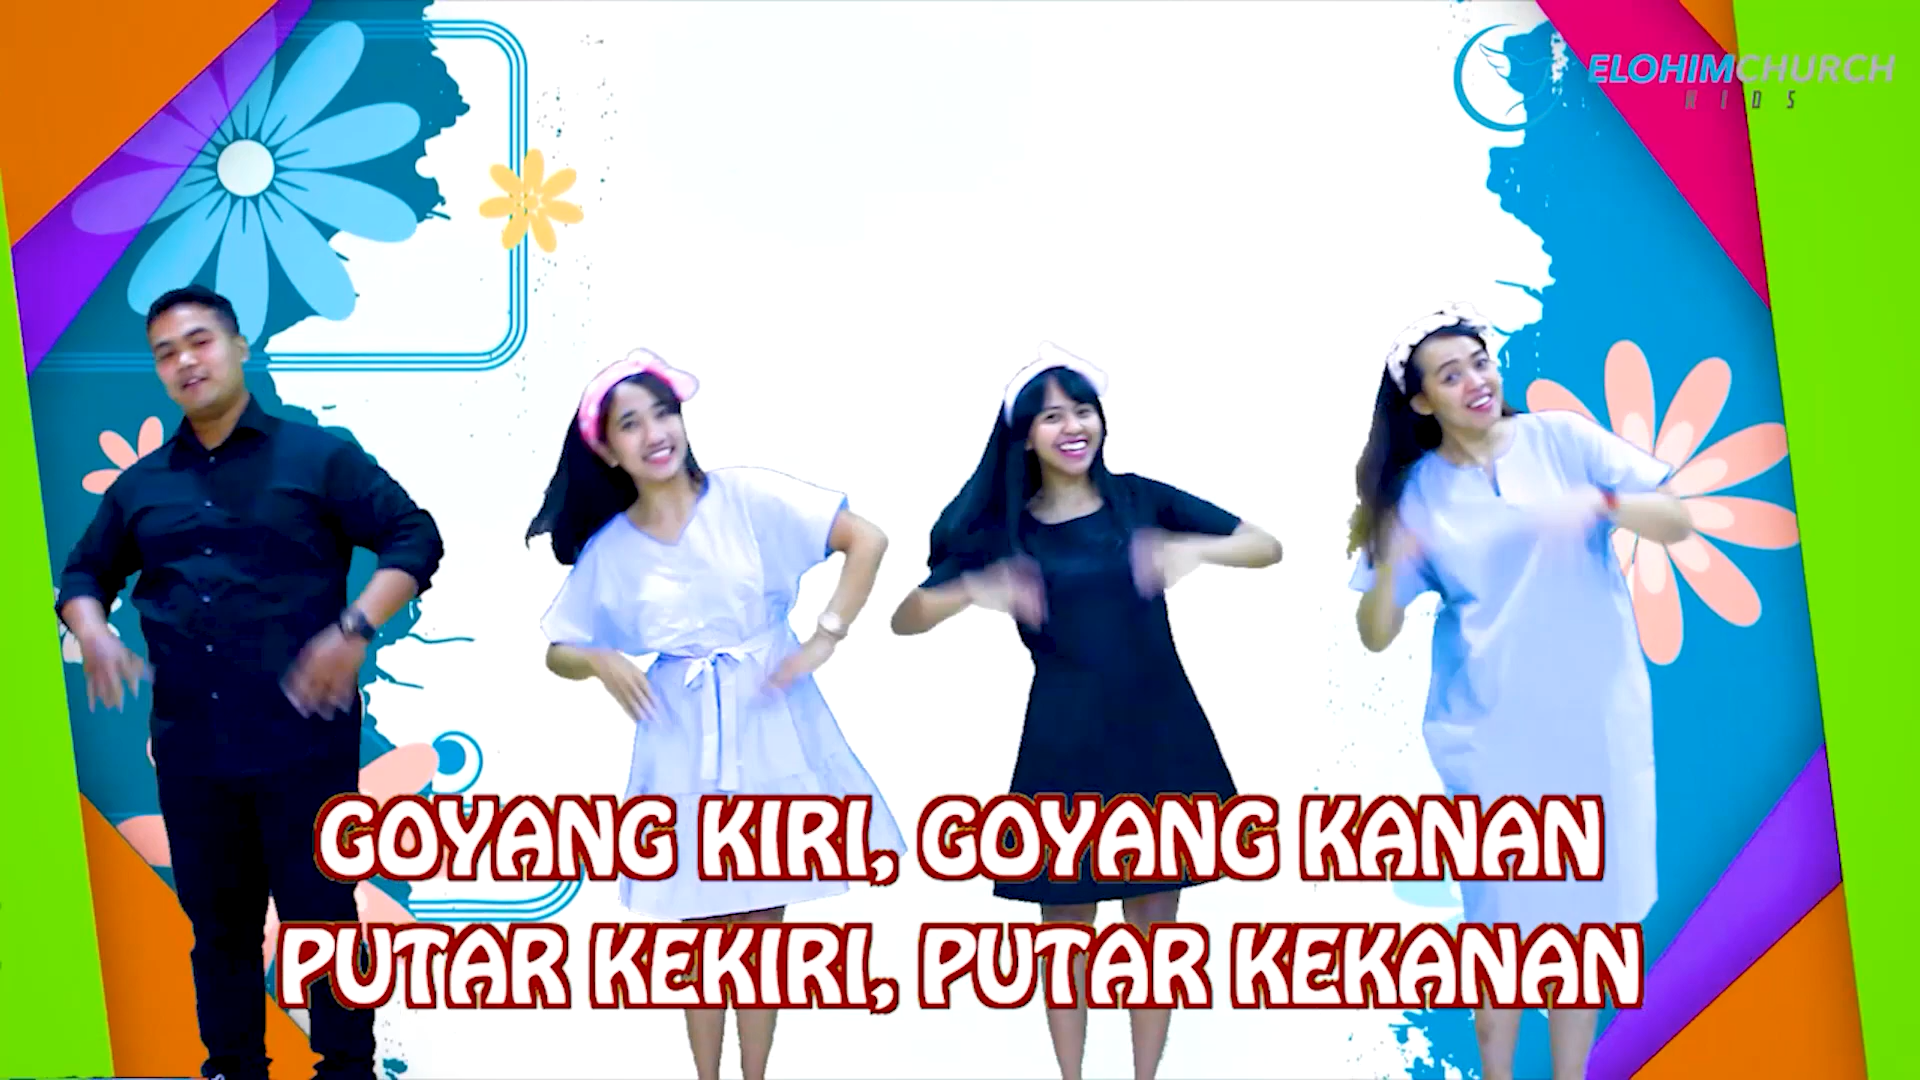 ELOHIMCHURCH
KIDS
GOYANG KIRI, GOYANG KANAN
PUTAR KEKIRI, PUTAR KEKANAN